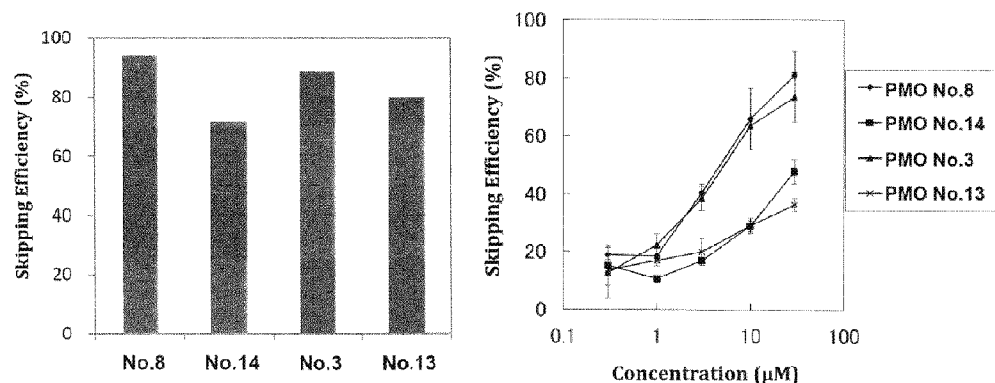 Skipping Efficiency (%)
100
80
60
40
20
0
No.8 No.14 No.3 No.13
Skipping Efficiency (%)
100
80
60
40
20
0
0.1 1 10 100
Concentration (μM)
PMO No.8
PMO No.14
PMO No.3
PMO No.13